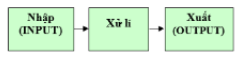 Nhập
(INPUT)
Xử lí
Xuất
(OUTPUT)